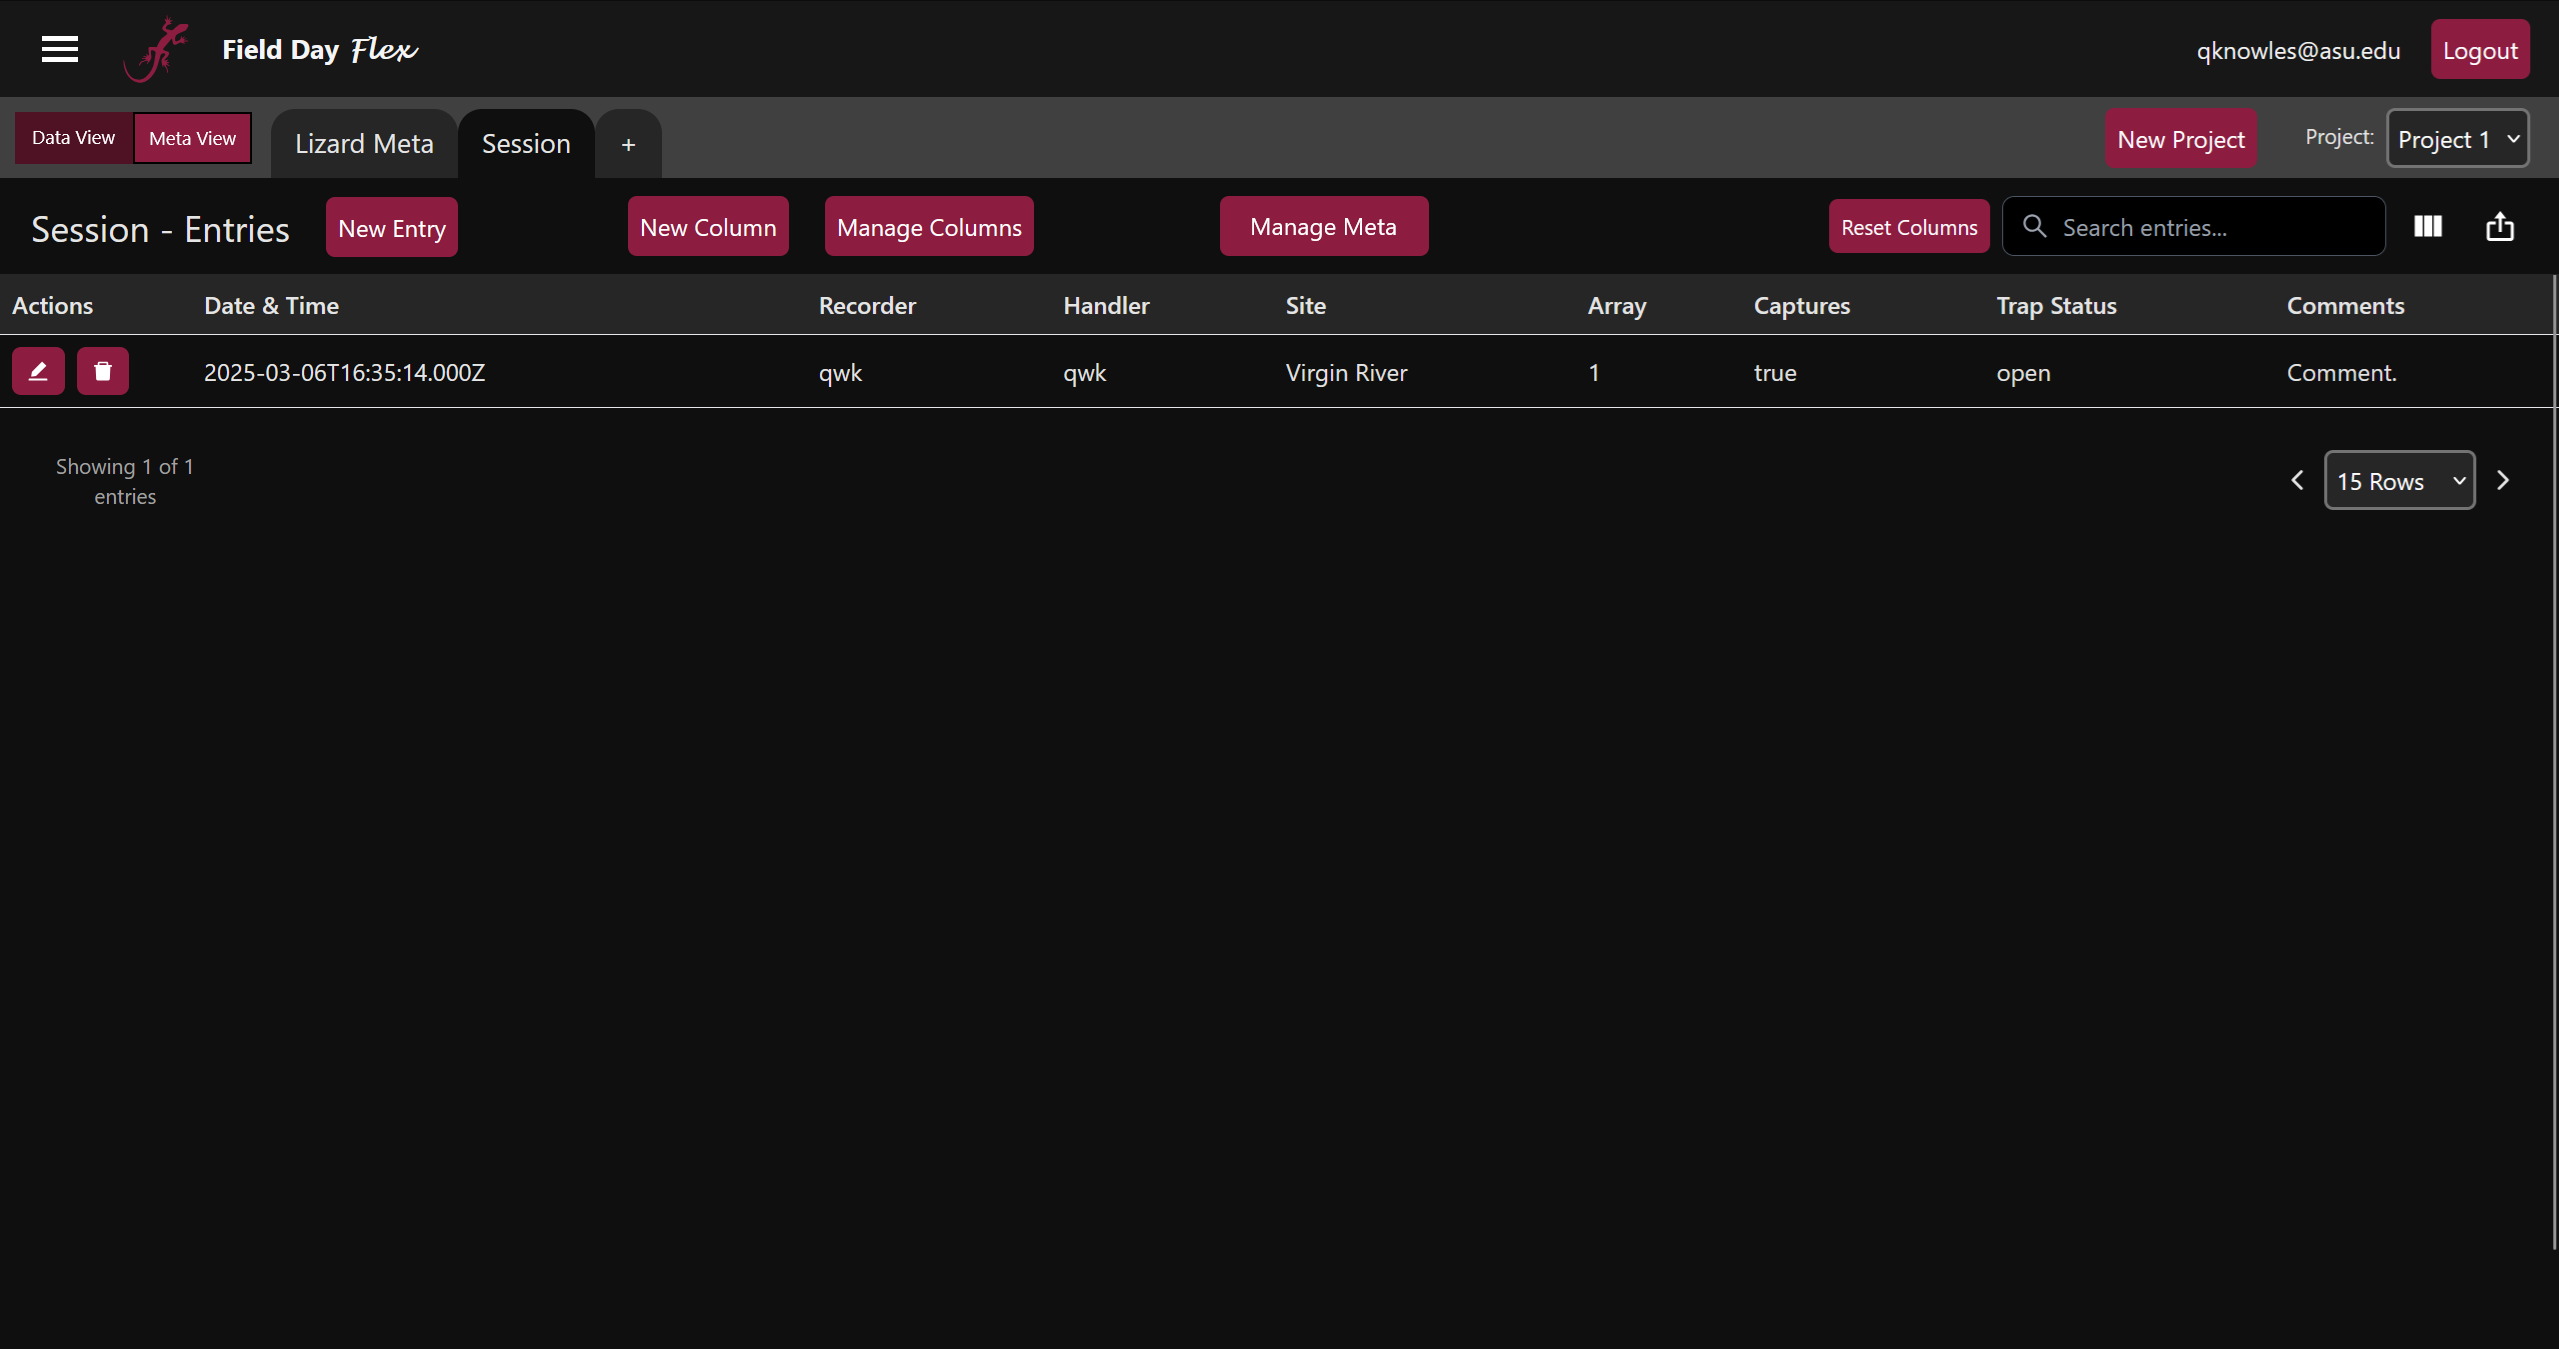 Field Day Flex
qknowles@asu.edu
Logout
Data View
Meta View
Lizard Meta
Session
+
New Project
Project:
Project 1
Session - Entries
New Entry
New Column
Manage Columns
Manage Meta
Reset Columns
Search entries...
Actions Date & Time Recorder Handler Site Array Captures Trap Status Comments
2025-03-06T16:35:14.000Z qwk qwk Virgin River 1 true open Comment.
Showing 1 of 1
entries
15 Rows